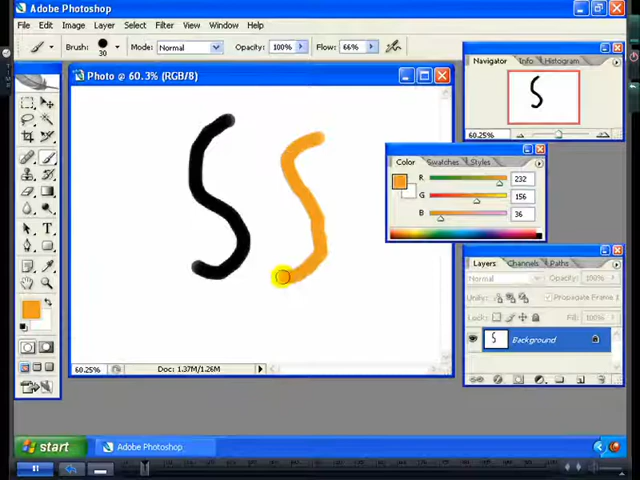 Adobe Photoshop
File Edit Image Layer Select Filter View Window Help
Brush: 30 Mode: Normal Opacity: 100% Flow: 66%
Photo @ 60.3% (RGB/8)
Navigator Info Histogram
60.25%
Color Swatches Styles
R 232
G 156
B 36
Layers Channels Paths
Normal Opacity: 100%
Unify: Propagate Frame 1
Lock: Fill: 100%
Background
60.25% Doc: 1.37M/1.26M
start Adobe Photoshop
S S
TIME